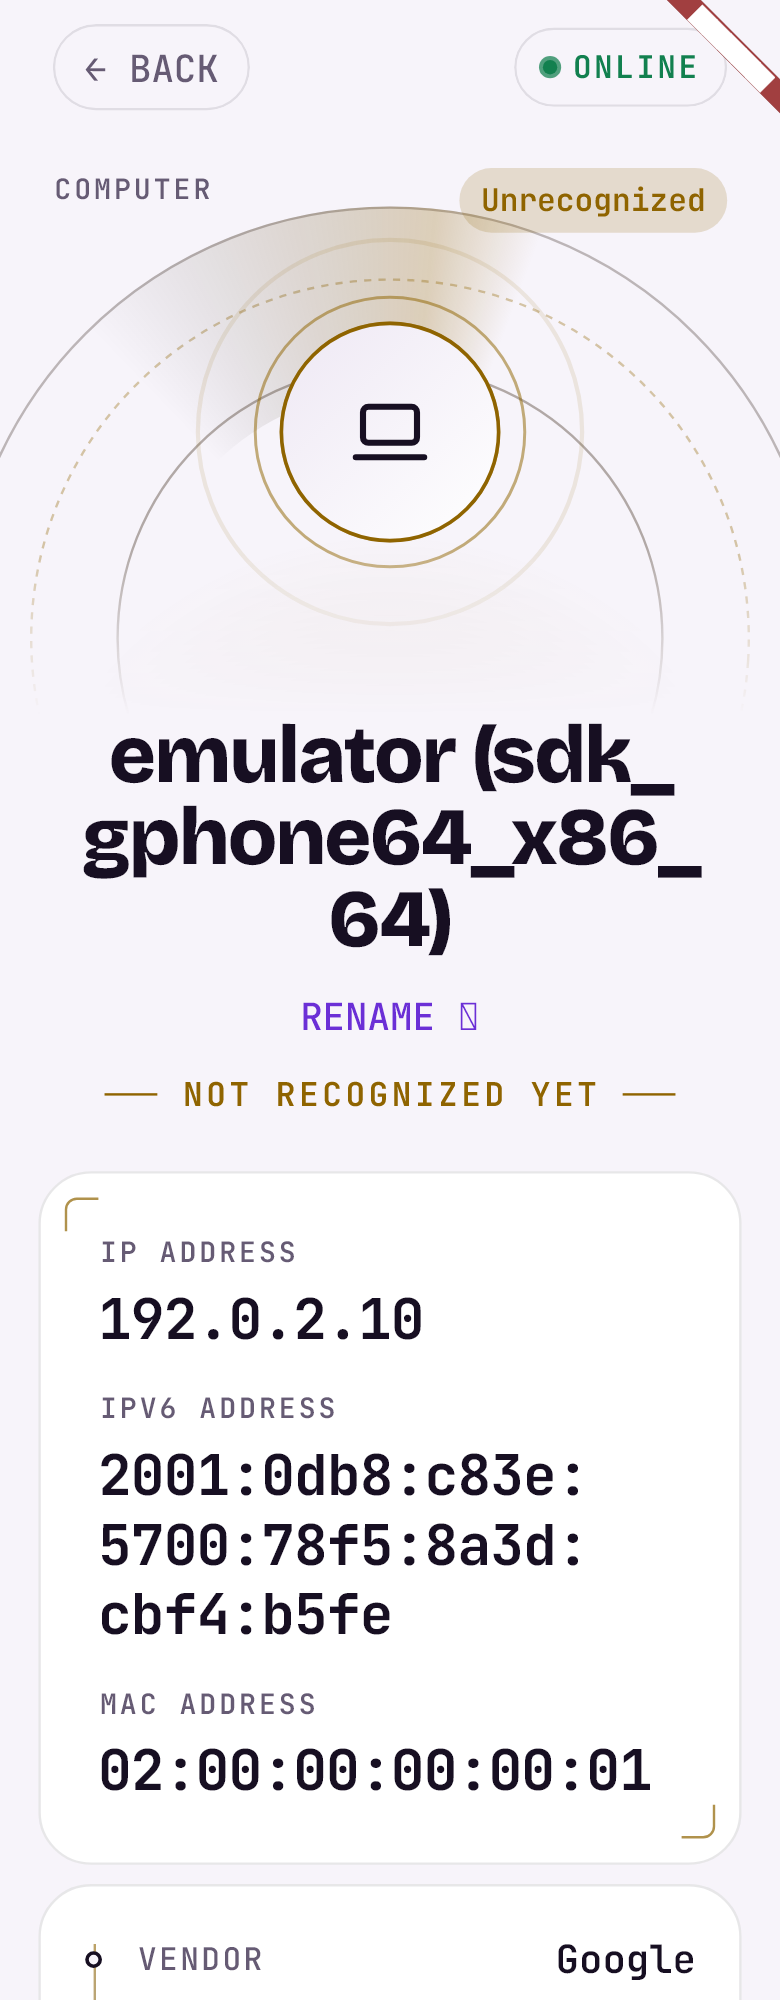 ← BACK
ONLINE
COMPUTER
Unrecognized
emulator (sdk_
gphone64_x86_
64)
RENAME
NOT RECOGNIZED YET
IP ADDRESS
192.0.2.10
IPV6 ADDRESS
2001:0db8:c83e:
5700:78f5:8a3d:
cbf4:b5fe
MAC ADDRESS
02:00:00:00:00:01
VENDOR
Google